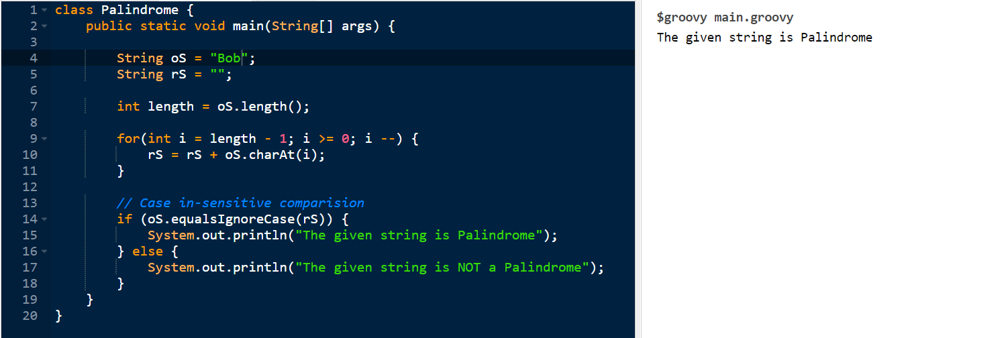 1 class Palindrome {
2     public static void main(String[] args) {
3
4         String oS = "Bob";
5         String rS = "";
6
7         int length = oS.length();
8
9         for(int i = length - 1; i >= 0; i --) {
10             rS = rS + oS.charAt(i);
11         }
12
13         // Case in-sensitive comparision
14         if (oS.equalsIgnoreCase(rS)) {
15             System.out.println("The given string is Palindrome");
16         } else {
17             System.out.println("The given string is NOT a Palindrome");
18         }
19     }
20 }
$groovy main.groovy
The given string is Palindrome